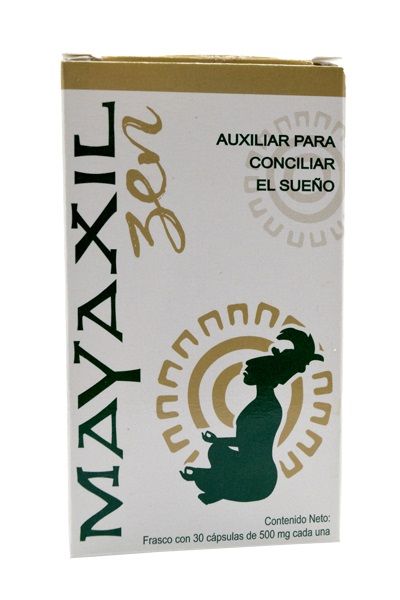 MAYAXIL
zen
AUXILIAR PARA
CONCILIAR
EL SUEÑO
Contenido Neto:
Frasco con 30 cápsulas de 500 mg cada una